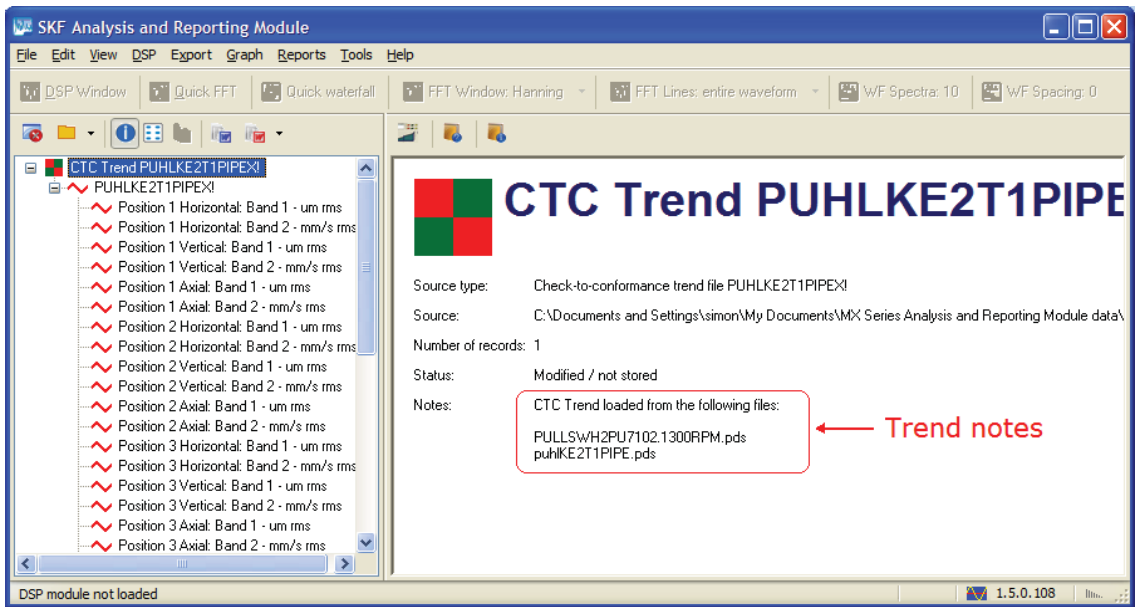 SKF Analysis and Reporting Module
File Edit View DSP Export Graph Reports Tools Help
DSP Window Quick FFT Quick waterfall FFT Window: Hanning FFT Lines: entire waveform WF Spectra: 10 WF Spacing: 0
CTC Trend PUHLKE2T1PIPEX!
PUHLKE2T1PIPEX!
Position 1 Horizontal: Band 1 - um rms
Position 1 Horizontal: Band 2 - mm/s rms
Position 1 Vertical: Band 1 - um rms
Position 1 Vertical: Band 2 - mm/s rms
Position 1 Axial: Band 1 - um rms
Position 1 Axial: Band 2 - mm/s rms
Position 2 Horizontal: Band 1 - um rms
Position 2 Horizontal: Band 2 - mm/s rms
Position 2 Vertical: Band 1 - um rms
Position 2 Vertical: Band 2 - mm/s rms
Position 2 Axial: Band 1 - um rms
Position 2 Axial: Band 2 - mm/s rms
Position 3 Horizontal: Band 1 - um rms
Position 3 Horizontal: Band 2 - mm/s rms
Position 3 Vertical: Band 1 - um rms
Position 3 Vertical: Band 2 - mm/s rms
Position 3 Axial: Band 1 - um rms
Position 3 Axial: Band 2 - mm/s rms
CTC Trend PUHLKE2T1PIPE
Source type: Check-to-conformance trend file PUHLKE2T1PIPEX!
Source: C:\Documents and Settings\simon\My Documents\MX Series Analysis and Reporting Module data\
Number of records: 1
Status: Modified / not stored
Notes: CTC Trend loaded from the following files:
PULLSWH2PU7102.1300RPM.pds
puhlKE2T1PIPE.pds
Trend notes
DSP module not loaded
1.5.0.108